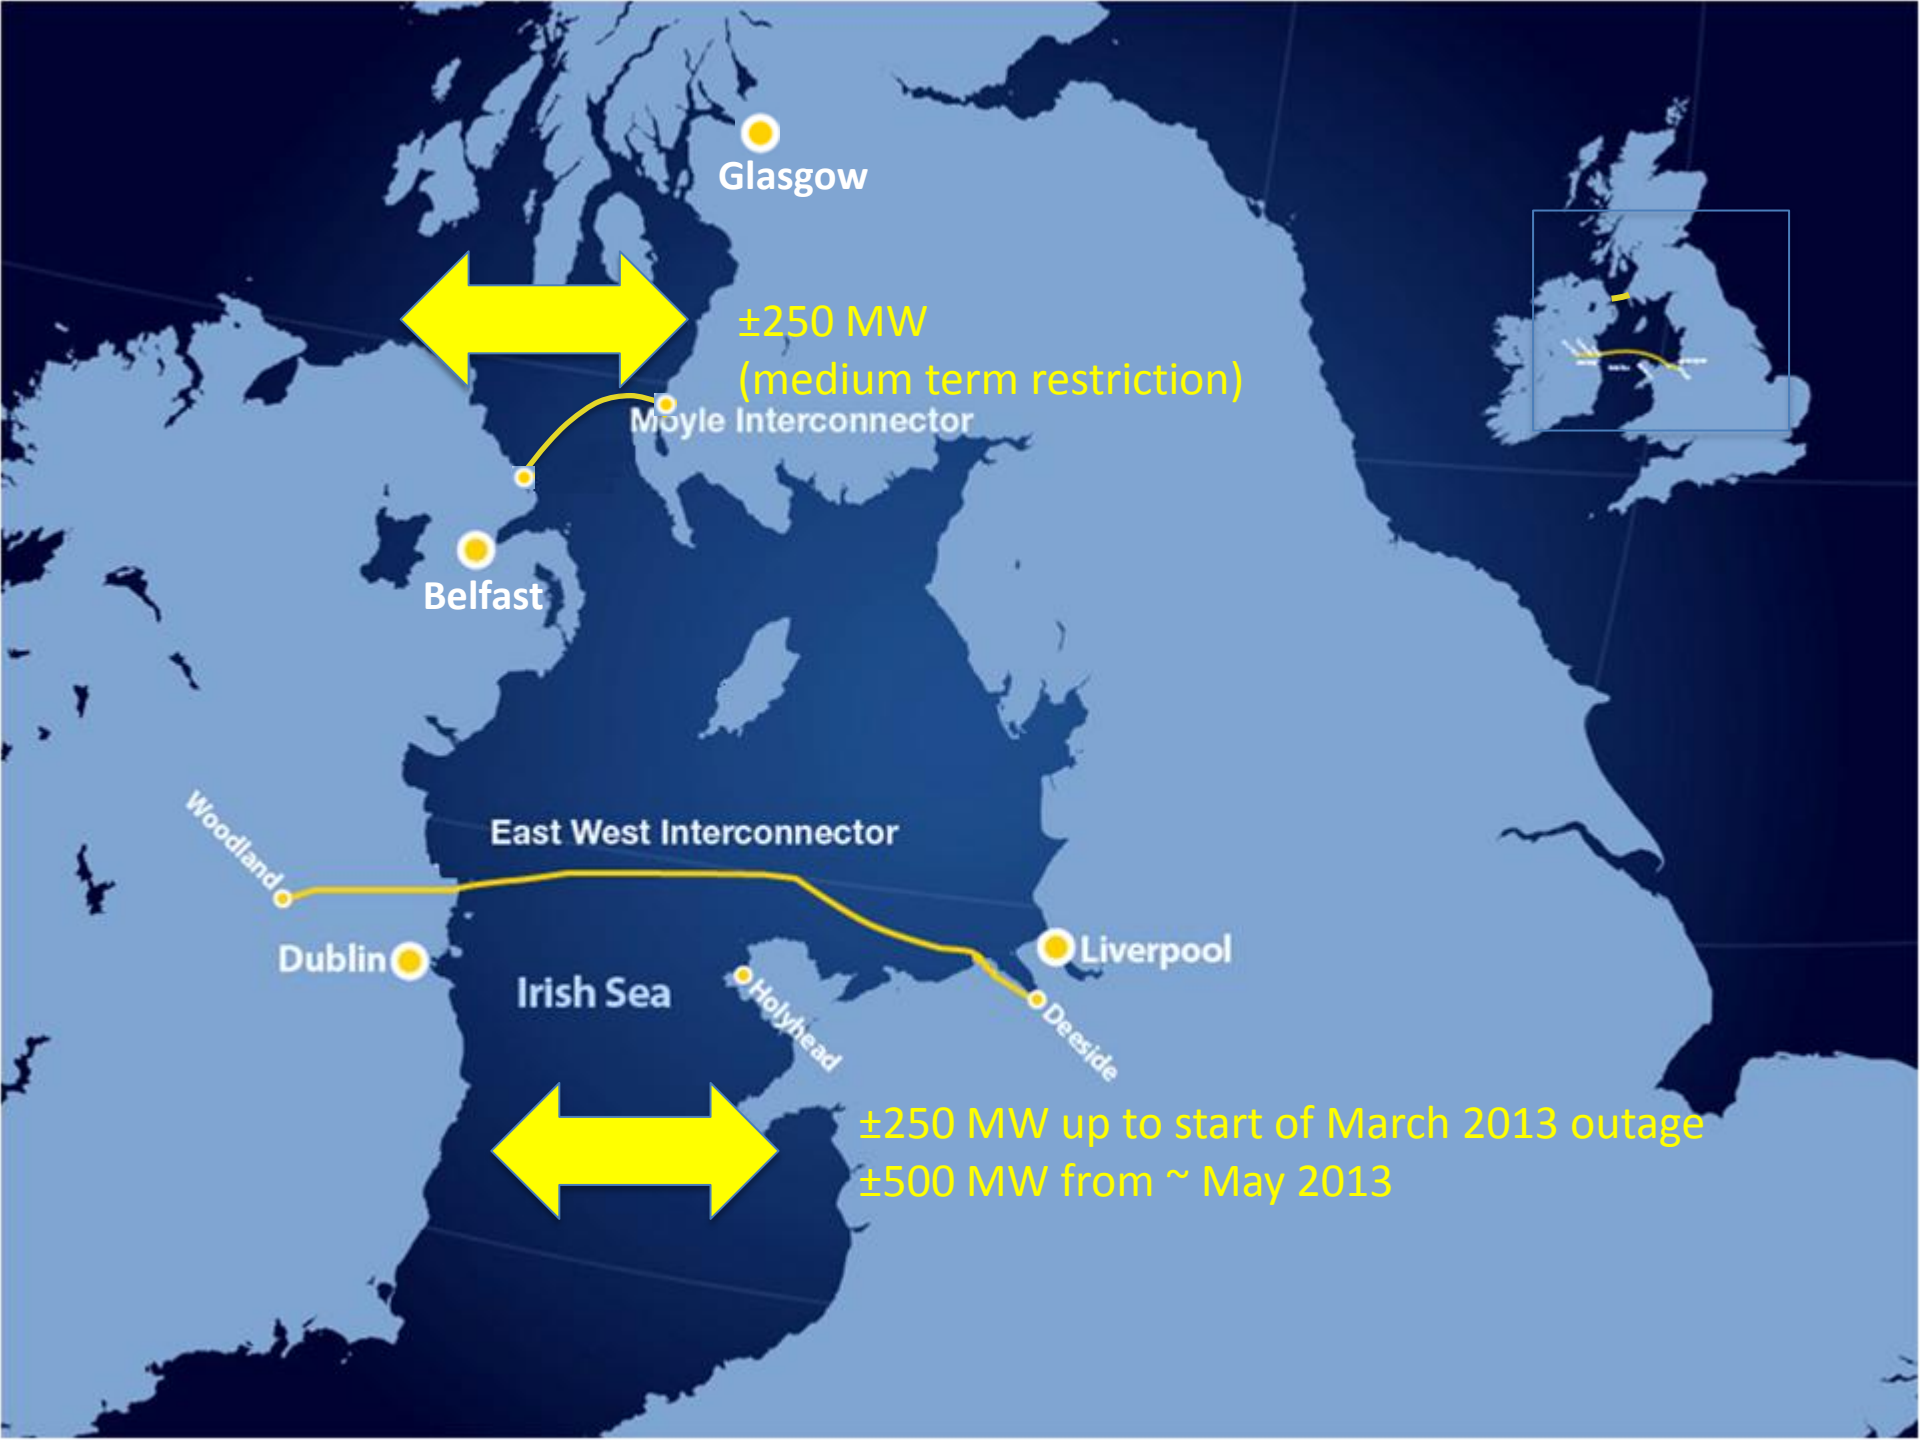 Glasgow
±250 MW
(medium term restriction)
Moyle Interconnector
Belfast
Woodland
East West Interconnector
Dublin
Liverpool
Irish Sea
Holyhead
Deeside
±250 MW up to start of March 2013 outage
±500 MW from ~ May 2013